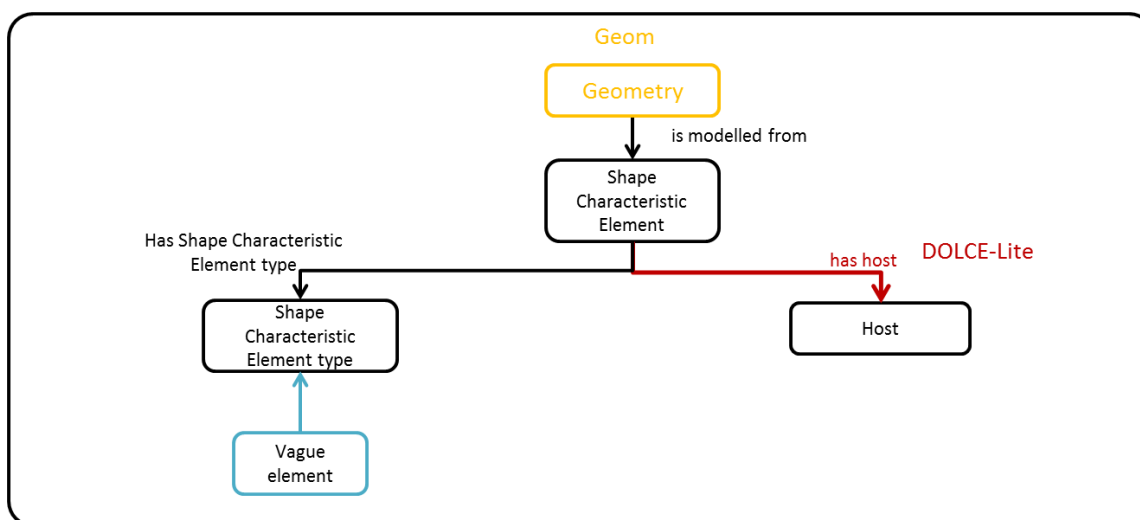 Geom
Geometry
is modelled from
Shape
Characteristic
Element
Has Shape Characteristic
Element type
has host
DOLCE-Lite
Shape
Characteristic
Element type
Host
Vague
element